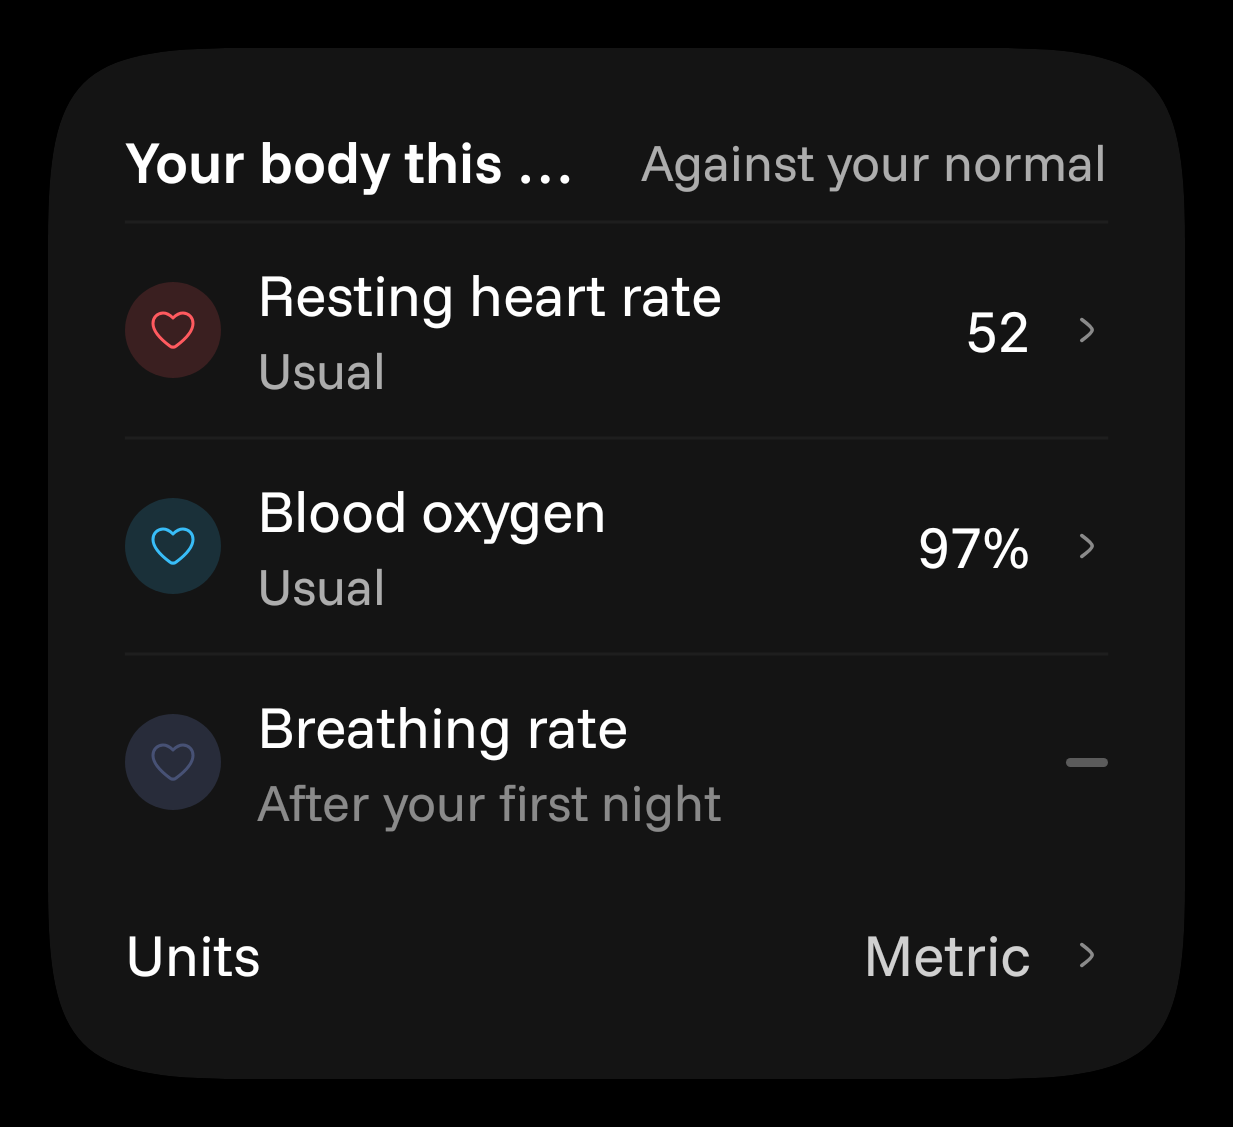 Your body this …
Against your normal
Resting heart rate
Usual
52
Blood oxygen
Usual
97%
Breathing rate
After your first night
Units
Metric